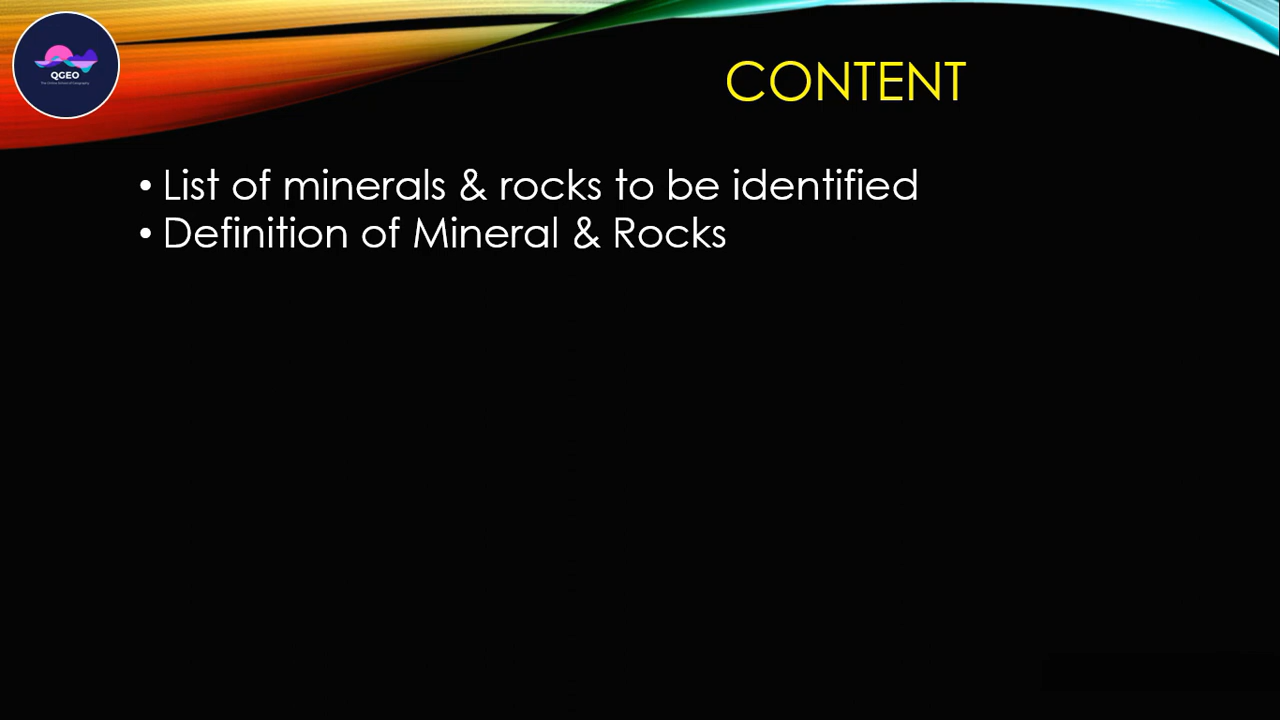 QGEO
CONTENT
• List of minerals & rocks to be identified
• Definition of Mineral & Rocks